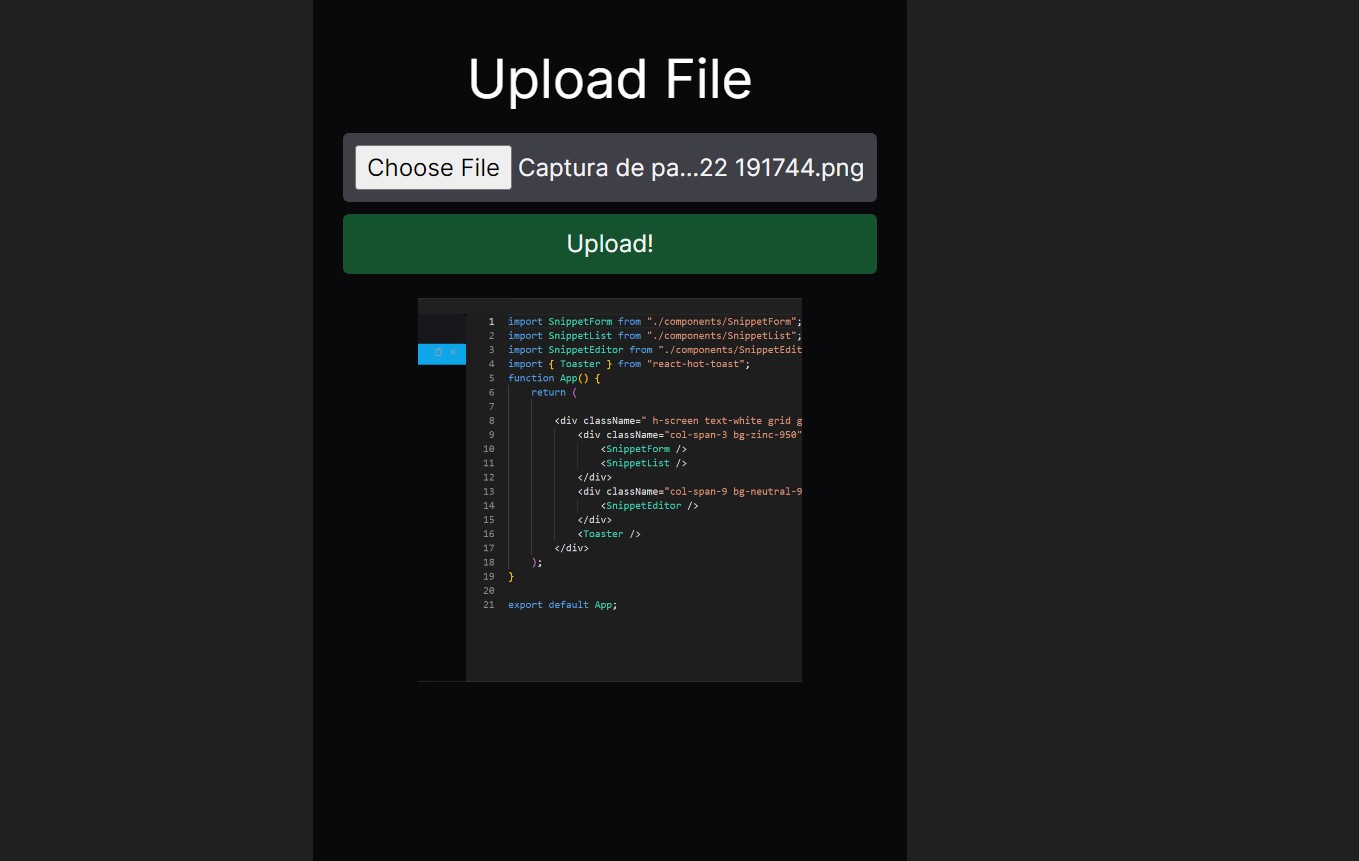 Upload File
Choose File Captura de pa...22 191744.png
Upload!
1 import SnippetForm from "./components/SnippetForm";
2 import SnippetList from "./components/SnippetList";
3 import SnippetEditor from "./components/SnippetEdit
4 import { Toaster } from "react-hot-toast";
5 function App() {
6 return (
7
8 <div className=" h-screen text-white grid g
9 <div className="col-span-3 bg-zinc-950"
10 <SnippetForm />
11 <SnippetList />
12 </div>
13 <div className="col-span-9 bg-neutral-9
14 <SnippetEditor />
15 </div>
16 <Toaster />
17 </div>
18 );
19 }
20
21 export default App;